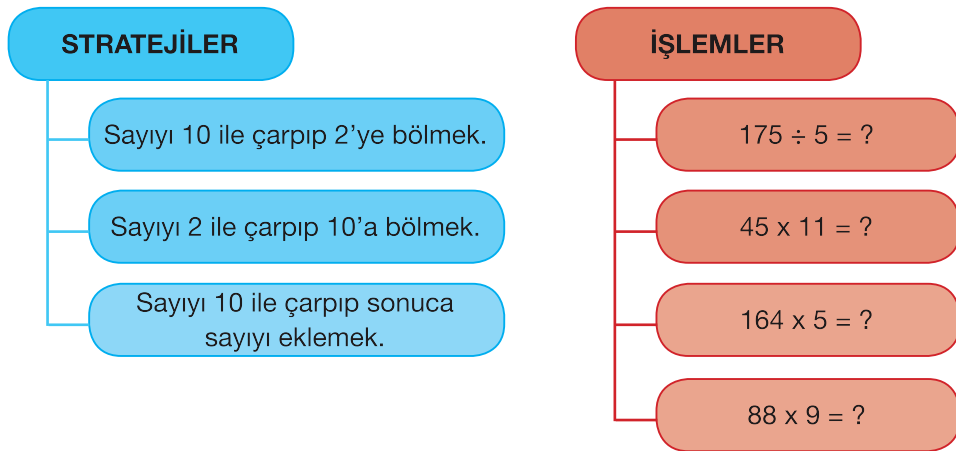 STRATEJİLER
Sayıyı 10 ile çarpıp 2’ye bölmek.
Sayıyı 2 ile çarpıp 10’a bölmek.
Sayıyı 10 ile çarpıp sonuca
sayıyı eklemek.
İŞLEMLER
175 ÷ 5 = ?
45 x 11 = ?
164 x 5 = ?
88 x 9 = ?